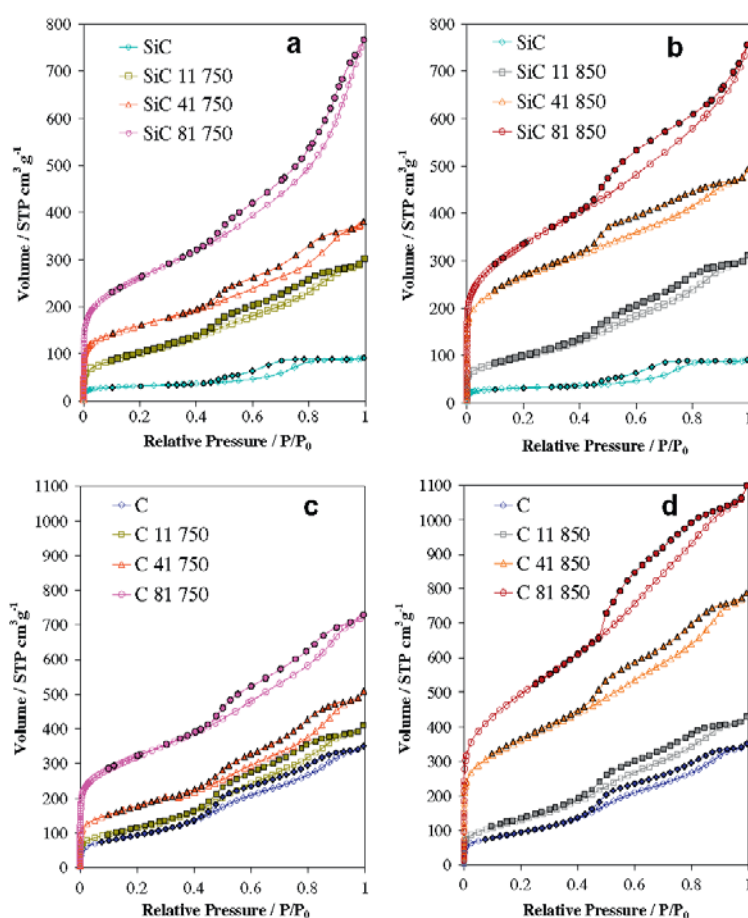 a
SiC
SiC 11 750
SiC 41 750
SiC 81 750
800
700
600
500
400
300
200
100
0
Volume / STP cm³ g⁻¹
0
0.2
0.4
0.6
0.8
1
Relative Pressure / P/P₀
b
SiC
SiC 11 850
SiC 41 850
SiC 81 850
800
700
600
500
400
300
200
100
0
Volume / STP cm³ g⁻¹
0
0.2
0.4
0.6
0.8
1
Relative Pressure / P/P₀
c
C
C 11 750
C 41 750
C 81 750
1100
1000
900
800
700
600
500
400
300
200
100
0
Volume / STP cm³g⁻¹
0
0.2
0.4
0.6
0.8
1
Relative Pressure / P/P₀
d
C
C 11 850
C 41 850
C 81 850
1100
1000
900
800
700
600
500
400
300
200
100
0
Volume / STP cm³g⁻¹
0
0.2
0.4
0.6
0.8
1
Relative Pressure / P/P₀